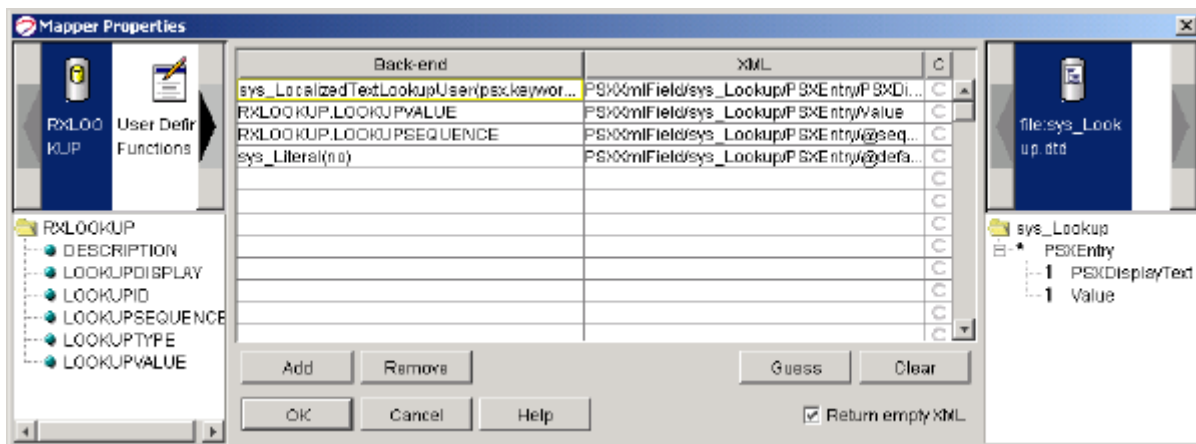 Mapper Properties
RXLOO
KUP
User Defir
Functions
RXLOOKUP
DESCRIPTION
LOOKUPDISPLAY
LOOKUPID
LOOKUPSEQUENCE
LOOKUPTYPE
LOOKUPVALUE
Back-end XML C
sys_LocalizedTextLookupUser(psx.keywor... PSXXmlField/sys_Lookup/PSXEntry/PSXDi... C
RXLOOKUP.LOOKUPVALUE PSXXmlField/sys_Lookup/PSXEntry/Value C
RXLOOKUP.LOOKUPSEQUENCE PSXXmlField/sys_Lookup/PSXEntry/@seq... C
sys_Literal(no) PSXXmlField/sys_Lookup/PSXEntry/@defa... C
C
C
C
C
C
C
C
Add Remove Guess Clear
OK Cancel Help Return empty XML
file:sys_Look
up.dtd
sys_Lookup
* PSXEntry
1 PSXDisplayText
1 Value